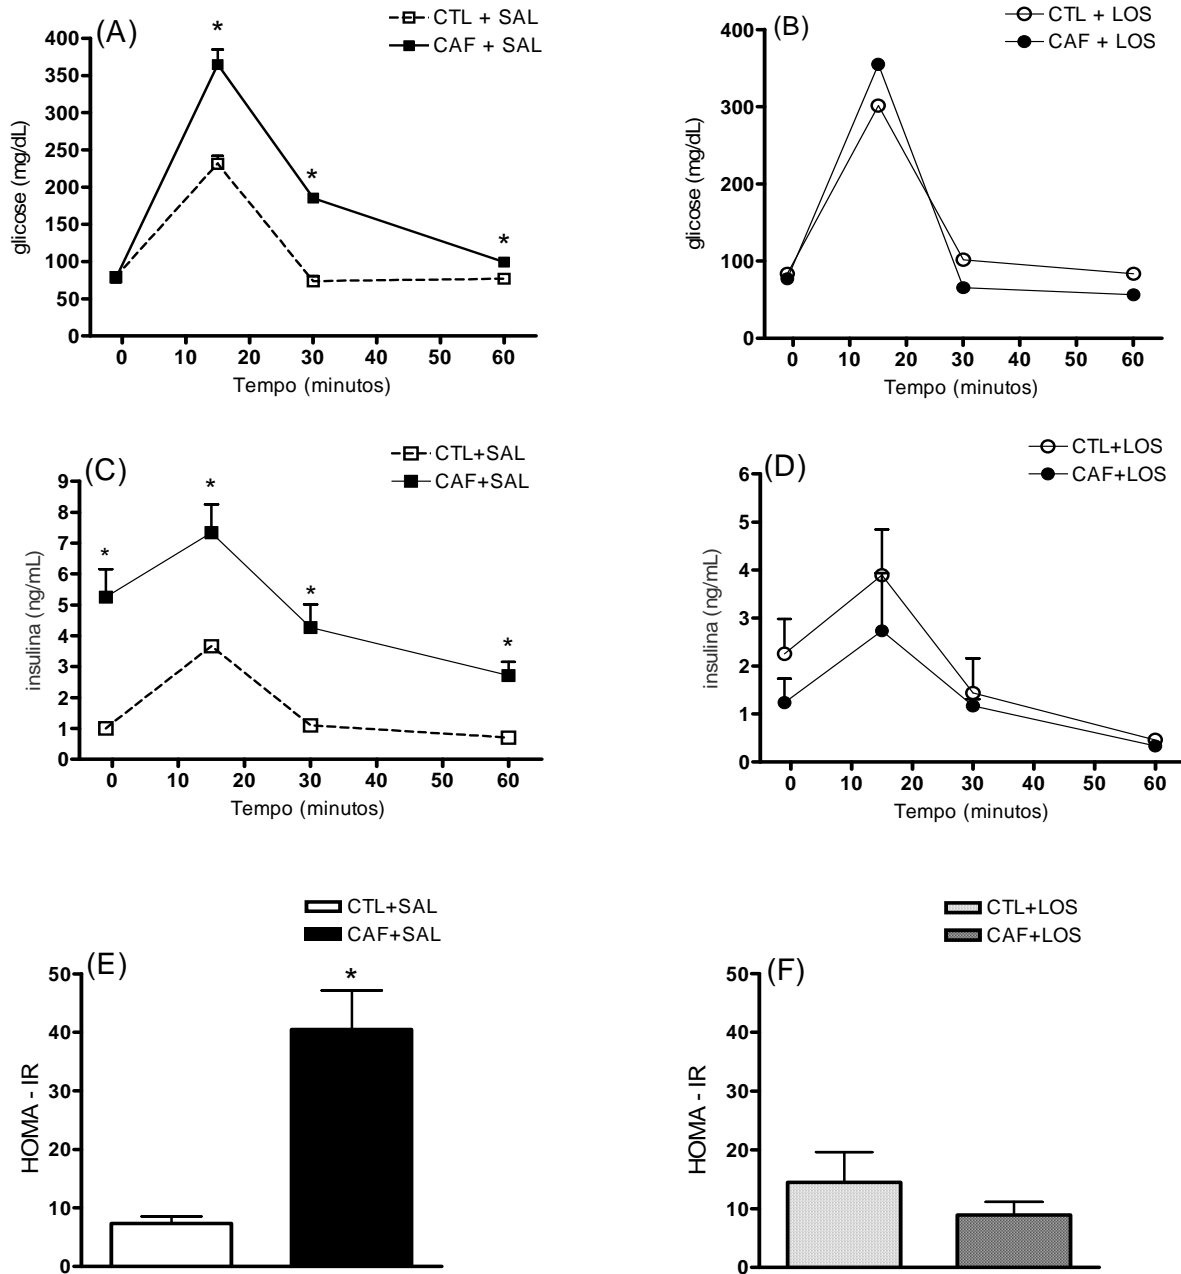 (A)
CTL + SAL
CAF + SAL
glicose (mg/dL)
400
350
300
250
200
150
100
50
0
*
*
*
0 10 20 30 40 50 60
Tempo (minutos)
(B)
CTL + LOS
CAF + LOS
glicose (mg/dL)
400
300
200
100
0
0 10 20 30 40 50 60
Tempo (minutos)
(C)
CTL+SAL
CAF+SAL
insulina (ng/mL)
9
8
7
6
5
4
3
2
1
0
*
*
*
*
0 10 20 30 40 50 60
Tempo (minutos)
(D)
CTL+LOS
CAF+LOS
insulina (ng/mL)
6
5
4
3
2
1
0
0 10 20 30 40 50 60
Tempo (minutos)
CTL+SAL
CAF+SAL
(E)
HOMA - IR
50
40
30
20
10
0
*
CTL+LOS
CAF+LOS
(F)
HOMA - IR
50
40
30
20
10
0